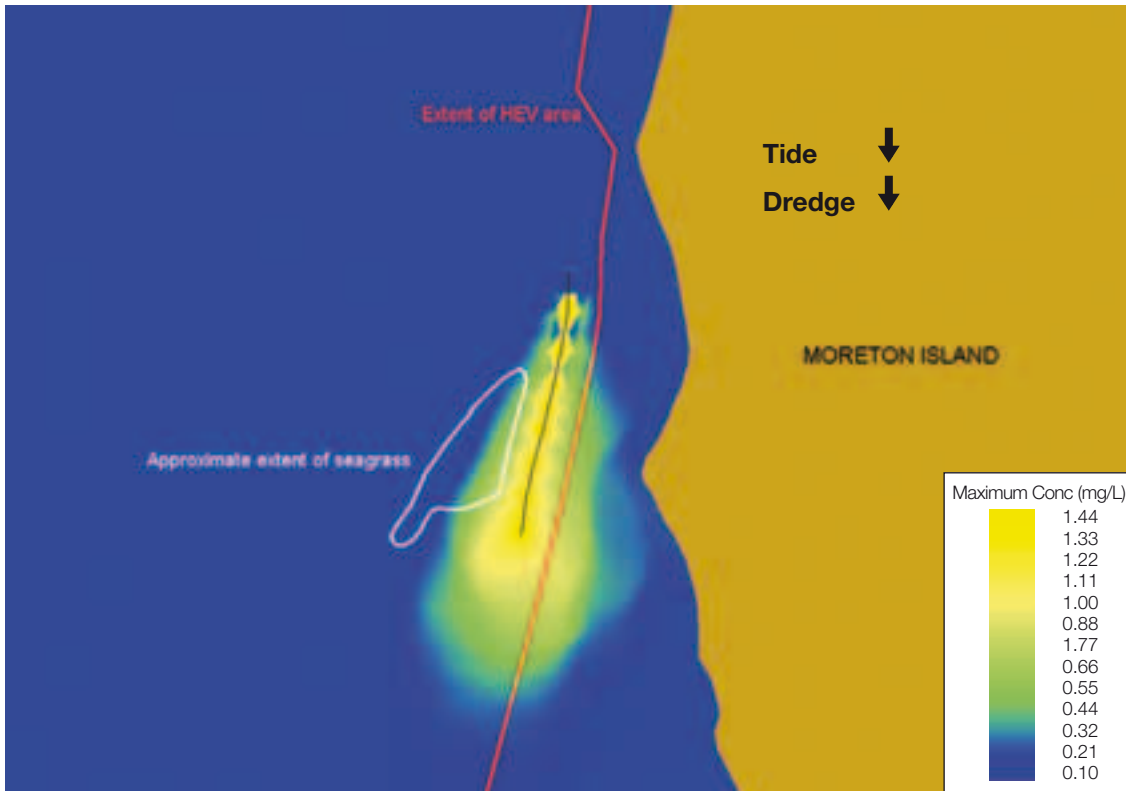 Extent of HEV area
Tide
Dredge
MORETON ISLAND
Approximate extent of seagrass
Maximum Conc (mg/L)
1.44
1.33
1.22
1.11
1.00
0.88
1.77
0.66
0.55
0.44
0.32
0.21
0.10